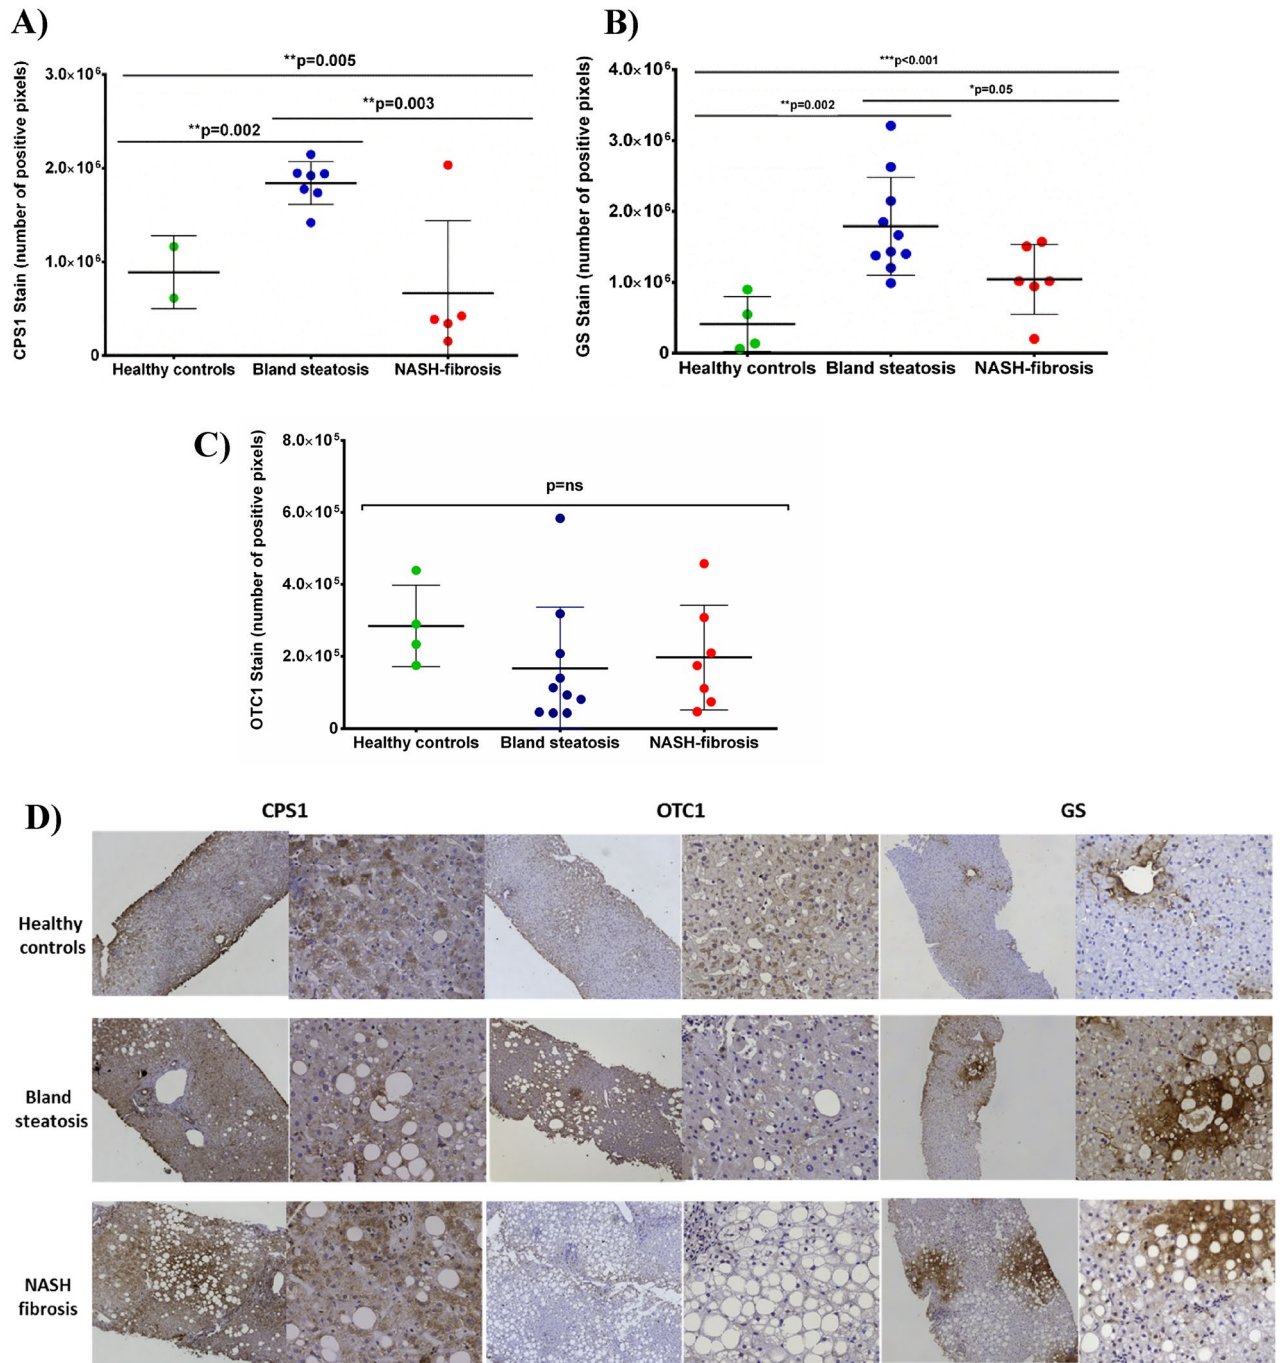 A)
CPS1 Stain (number of positive pixels)
3.0×10⁶
2.0×10⁶
1.0×10⁶
0
**p=0.005
**p=0.003
**p=0.002
Healthy controls Bland steatosis NASH-fibrosis
B)
GS Stain (number of positive pixels)
4.0×10⁶
3.0×10⁶
2.0×10⁶
1.0×10⁶
0
***p<0.001
*p=0.05
**p=0.002
Healthy controls Bland steatosis NASH-fibrosis
C)
OTC1 Stain (number of positive pixels)
8.0×10⁵
6.0×10⁵
4.0×10⁵
2.0×10⁵
0
p=ns
Healthy controls Bland steatosis NASH-fibrosis
D)
CPS1 OTC1 GS
Healthy
controls
Bland
steatosis
NASH
fibrosis